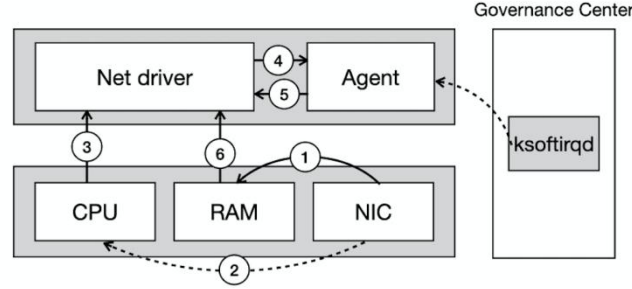 Governance Center
Net driver
4
5
Agent
ksoftirqd
3
6
1
CPU
RAM
NIC
2